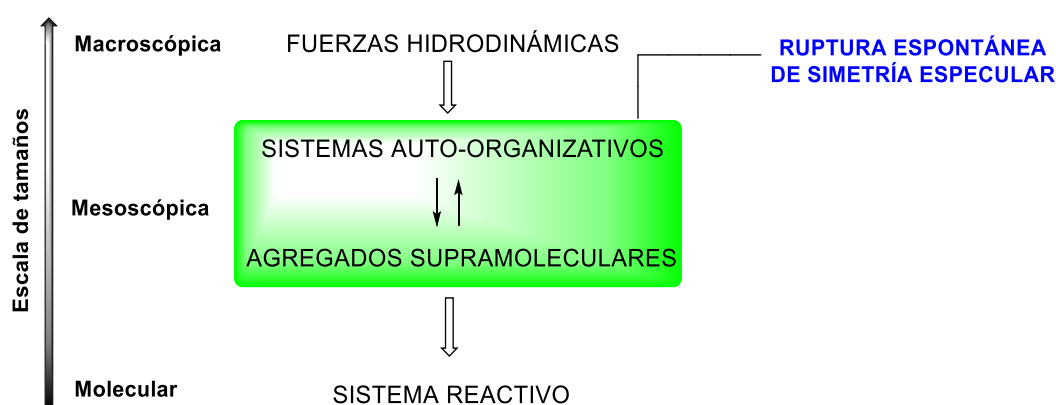 Macroscópica
FUERZAS HIDRODINÁMICAS
RUPTURA ESPONTÁNEA
DE SIMETRÍA ESPECULAR
SISTEMAS AUTO-ORGANIZATIVOS
Escala de tamaños
Mesoscópica
AGREGADOS SUPRAMOLECULARES
Molecular
SISTEMA REACTIVO